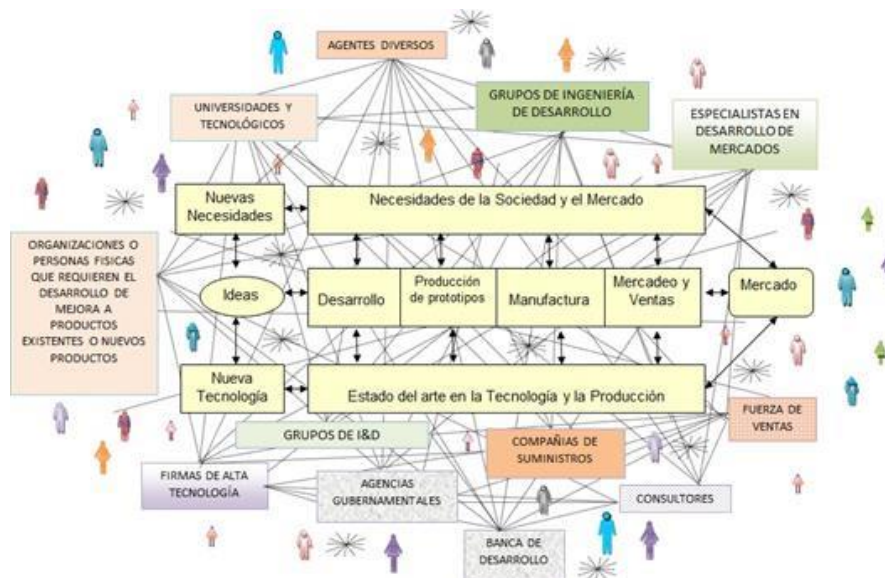 AGENTES DIVERSOS
UNIVERSIDADES Y
TECNOLÓGICOS
GRUPOS DE INGENIERÍA
DE DESARROLLO
ESPECIALISTAS EN
DESARROLLO DE
MERCADOS
Nuevas
Necesidades
Necesidades de la Sociedad y el Mercado
ORGANIZACIONES O
PERSONAS FISICAS
QUE REQUIEREN EL
DESARROLLO DE
MEJORA A
PRODUCTOS
EXISTENTES O NUEVOS
PRODUCTOS
Ideas
Desarrollo
Producción
de prototipos
Manufactura
Mercadeo y
Ventas
Mercado
Nueva
Tecnología
Estado del arte en la Tecnología y la Producción
GRUPOS DE I&D
COMPAÑIAS DE
SUMINISTROS
FUERZA DE
VENTAS
FIRMAS DE ALTA
TECNOLOGÍA
AGENCIAS
GUBERNAMENTALES
CONSULTORES
BANCA DE
DESARROLLO